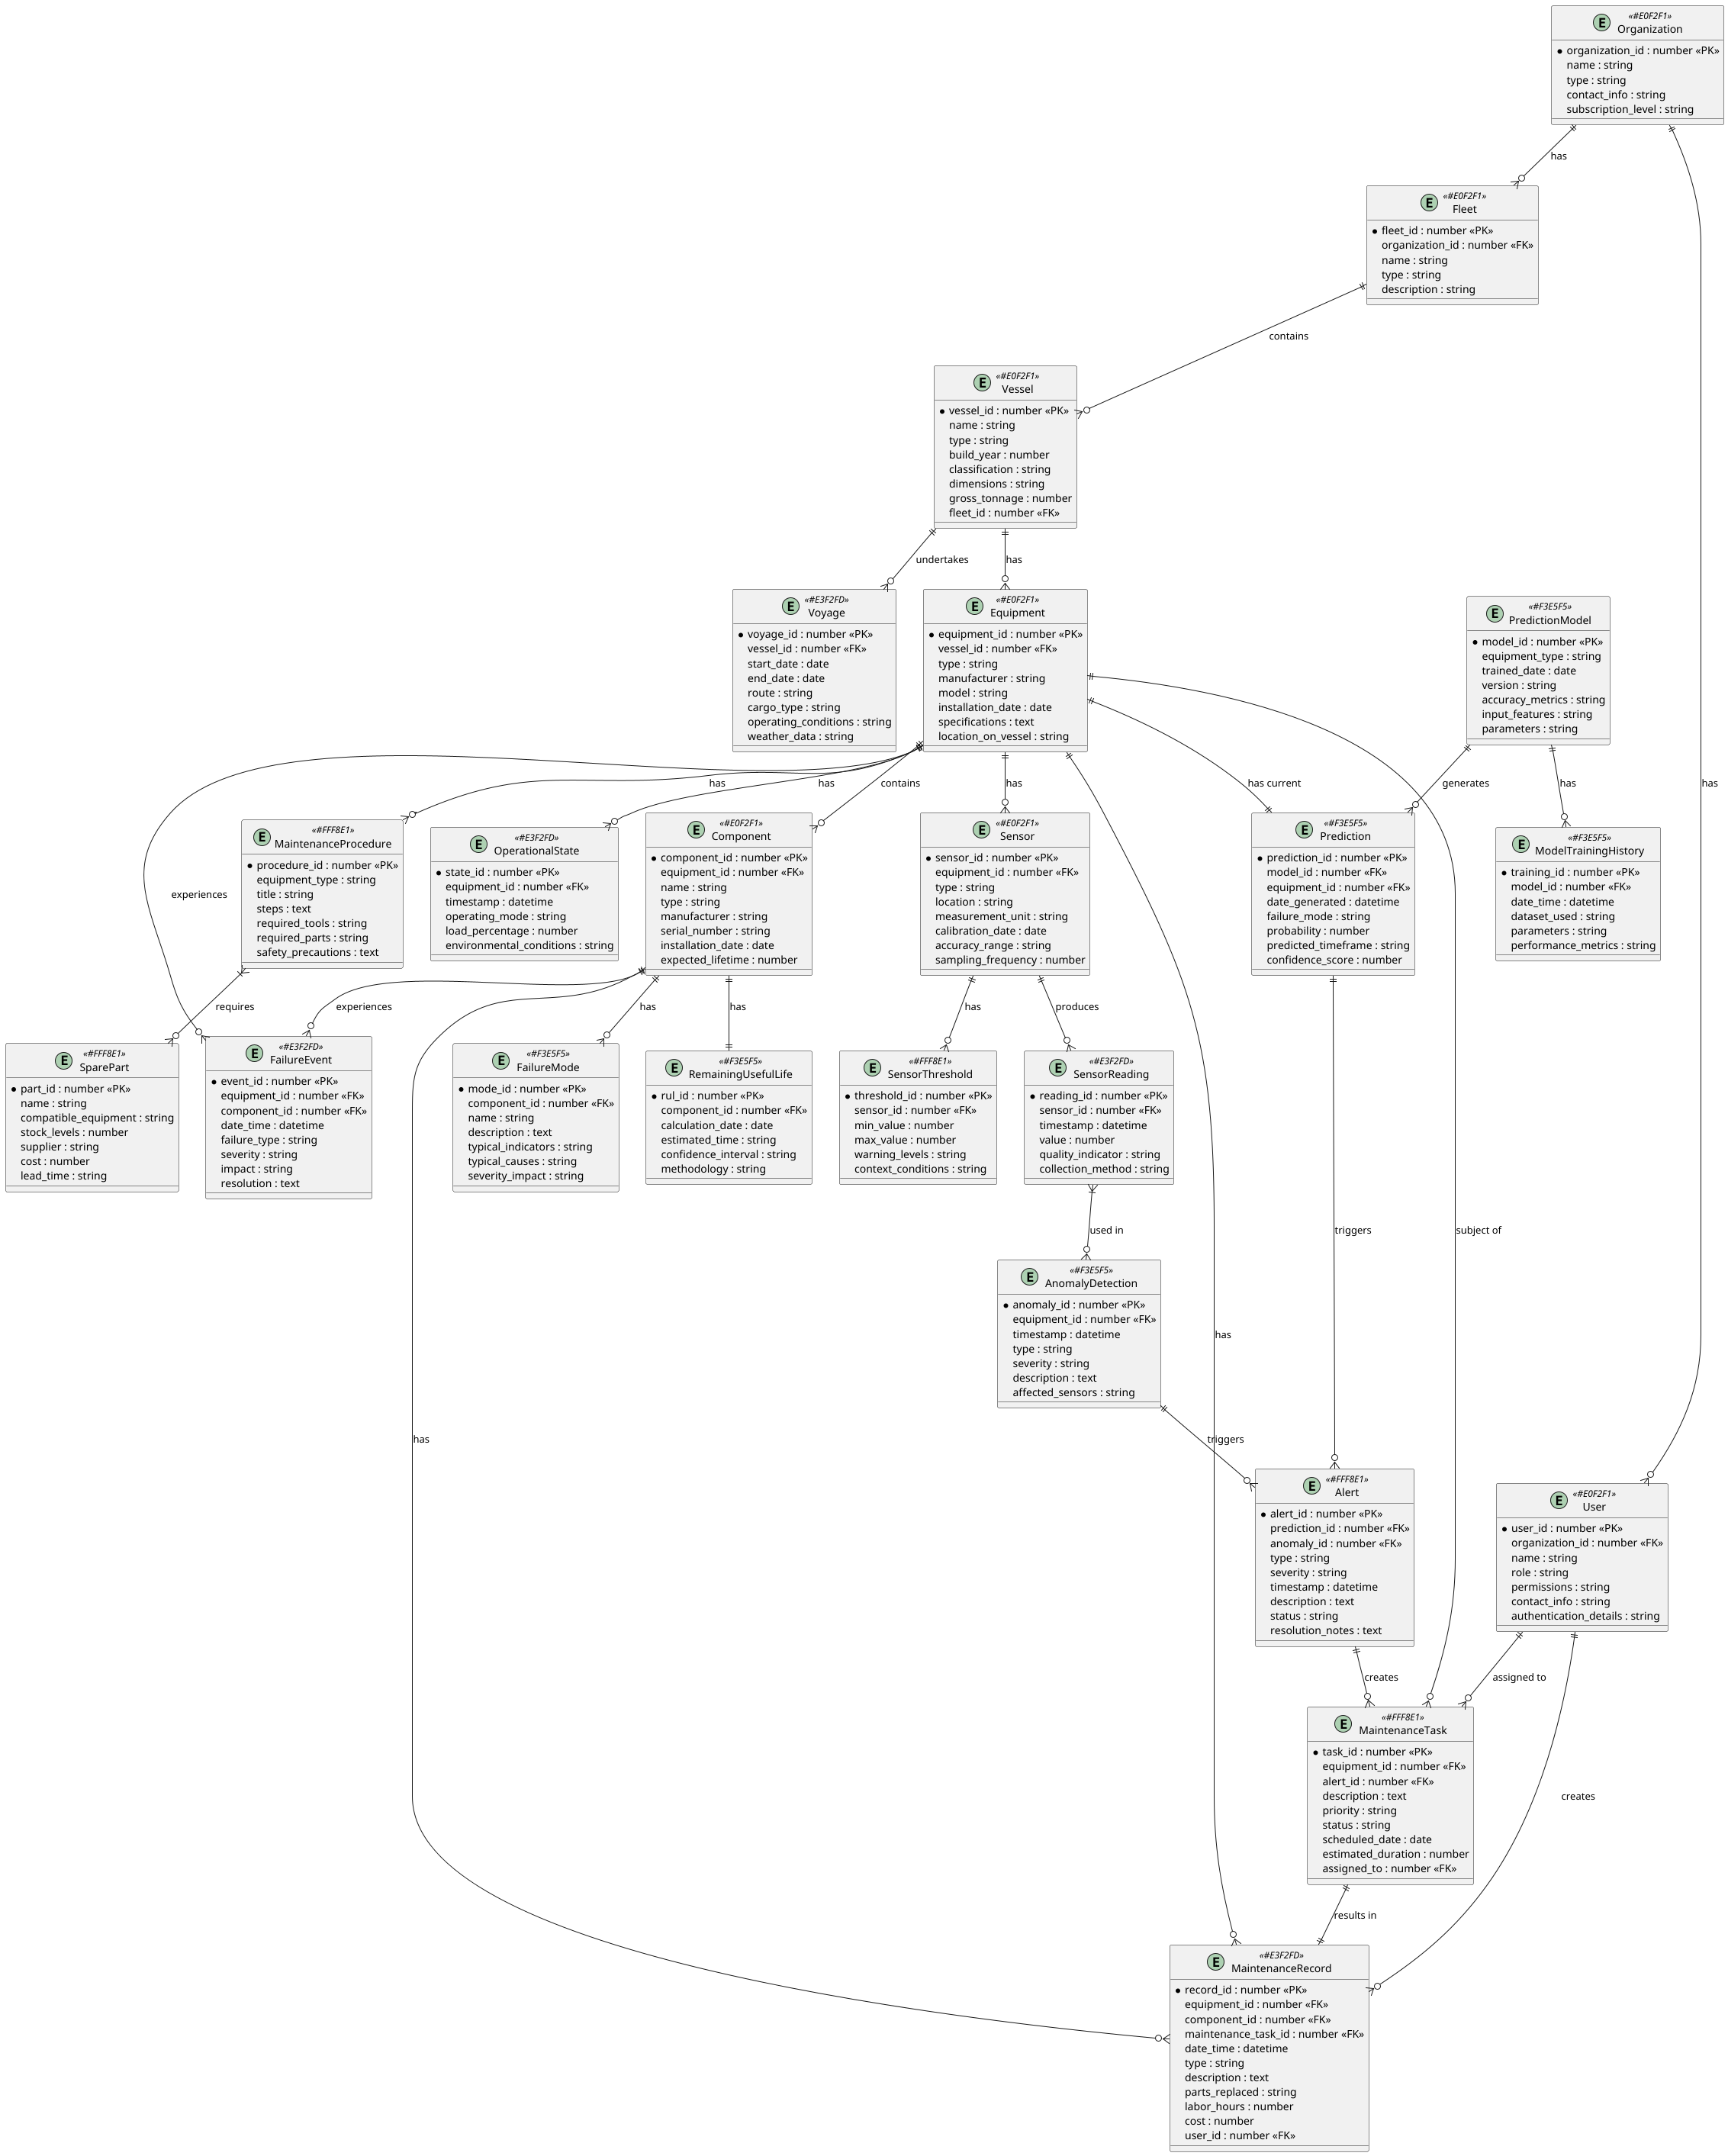 «#E0F2F1»
E Organization
organization_id : number «PK»
name : string
type : string
contact_info : string
subscription_level : string
has
has
«#E0F2F1»
E Fleet
fleet_id : number «PK»
organization_id : number «FK»
name : string
type : string
description : string
contains
«#E0F2F1»
E Vessel
vessel_id : number «PK»
name : string
type : string
build_year : number
classification : string
dimensions : string
gross_tonnage : number
fleet_id : number «FK»
undertakes
has
«#E3F2FD»
E Voyage
voyage_id : number «PK»
vessel_id : number «FK»
start_date : date
end_date : date
route : string
cargo_type : string
operating_conditions : string
weather_data : string
«#E0F2F1»
E Equipment
equipment_id : number «PK»
vessel_id : number «FK»
type : string
manufacturer : string
model : string
installation_date : date
specifications : text
location_on_vessel : string
«#F3E5F5»
E PredictionModel
model_id : number «PK»
equipment_type : string
trained_date : date
version : string
accuracy_metrics : string
input_features : string
parameters : string
has
has
contains
has
has current
generates
has
experiences
«#FFF8E1»
E MaintenanceProcedure
procedure_id : number «PK»
equipment_type : string
title : string
steps : text
required_tools : string
required_parts : string
safety_precautions : text
«#E3F2FD»
E OperationalState
state_id : number «PK»
equipment_id : number «FK»
timestamp : datetime
operating_mode : string
load_percentage : number
environmental_conditions : string
«#E0F2F1»
E Component
component_id : number «PK»
equipment_id : number «FK»
name : string
type : string
manufacturer : string
serial_number : string
installation_date : date
expected_lifetime : number
«#E0F2F1»
E Sensor
sensor_id : number «PK»
equipment_id : number «FK»
type : string
location : string
measurement_unit : string
calibration_date : date
accuracy_range : string
sampling_frequency : number
«#F3E5F5»
E Prediction
prediction_id : number «PK»
model_id : number «FK»
equipment_id : number «FK»
date_generated : datetime
failure_mode : string
probability : number
predicted_timeframe : string
confidence_score : number
«#F3E5F5»
E ModelTrainingHistory
training_id : number «PK»
model_id : number «FK»
date_time : datetime
dataset_used : string
parameters : string
performance_metrics : string
requires
experiences
has
has
has
produces
«#FFF8E1»
E SparePart
part_id : number «PK»
name : string
compatible_equipment : string
stock_levels : number
supplier : string
cost : number
lead_time : string
«#E3F2FD»
E FailureEvent
event_id : number «PK»
equipment_id : number «FK»
component_id : number «FK»
date_time : datetime
failure_type : string
severity : string
impact : string
resolution : text
«#F3E5F5»
E FailureMode
mode_id : number «PK»
component_id : number «FK»
name : string
description : text
typical_indicators : string
typical_causes : string
severity_impact : string
«#F3E5F5»
E RemainingUsefulLife
rul_id : number «PK»
component_id : number «FK»
calculation_date : date
estimated_time : string
confidence_interval : string
methodology : string
«#FFF8E1»
E SensorThreshold
threshold_id : number «PK»
sensor_id : number «FK»
min_value : number
max_value : number
warning_levels : string
context_conditions : string
«#E3F2FD»
E SensorReading
reading_id : number «PK»
sensor_id : number «FK»
timestamp : datetime
value : number
quality_indicator : string
collection_method : string
used in
has
triggers
subject of
«#F3E5F5»
E AnomalyDetection
anomaly_id : number «PK»
equipment_id : number «FK»
timestamp : datetime
type : string
severity : string
description : text
affected_sensors : string
has
triggers
«#FFF8E1»
E Alert
alert_id : number «PK»
prediction_id : number «FK»
anomaly_id : number «FK»
type : string
severity : string
timestamp : datetime
description : text
status : string
resolution_notes : text
«#E0F2F1»
E User
user_id : number «PK»
organization_id : number «FK»
name : string
role : string
permissions : string
contact_info : string
authentication_details : string
creates
assigned to
«#FFF8E1»
E MaintenanceTask
task_id : number «PK»
equipment_id : number «FK»
alert_id : number «FK»
description : text
priority : string
status : string
scheduled_date : date
estimated_duration : number
assigned_to : number «FK»
creates
results in
«#E3F2FD»
E MaintenanceRecord
record_id : number «PK»
equipment_id : number «FK»
component_id : number «FK»
maintenance_task_id : number «FK»
date_time : datetime
type : string
description : text
parts_replaced : string
labor_hours : number
cost : number
user_id : number «FK»